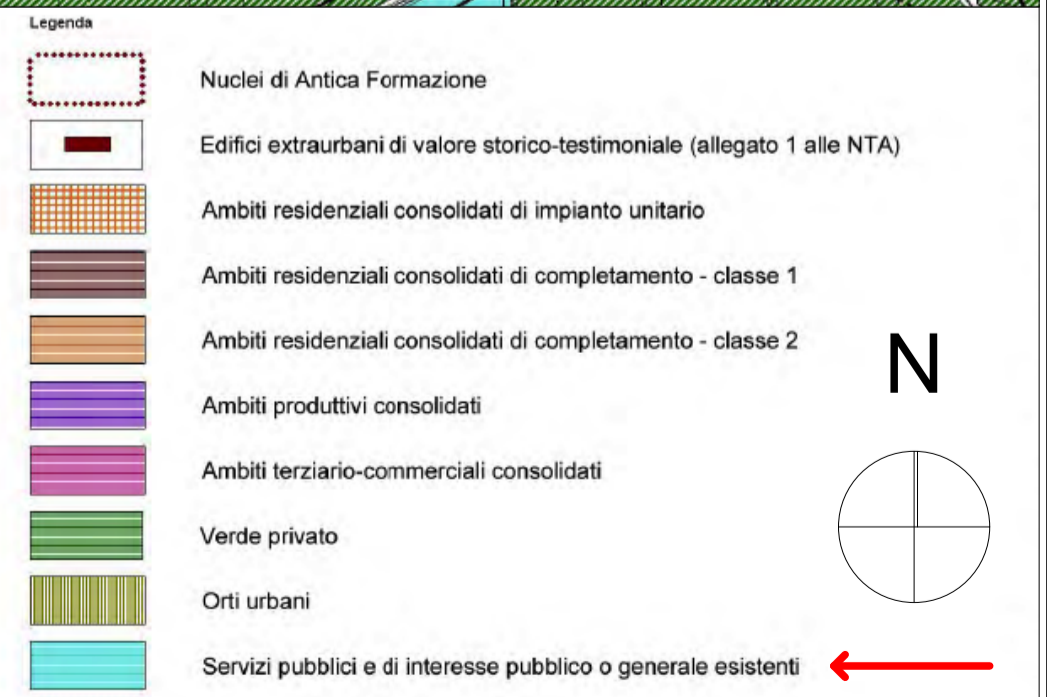 Legenda
Nuclei di Antica Formazione
Edifici extraurbani di valore storico-testimoniale (allegato 1 alle NTA)
Ambiti residenziali consolidati di impianto unitario
Ambiti residenziali consolidati di completamento - classe 1
Ambiti residenziali consolidati di completamento - classe 2
N
Ambiti produttivi consolidati
Ambiti terziario-commerciali consolidati
Verde privato
Orti urbani
Servizi pubblici e di interesse pubblico o generale esistenti